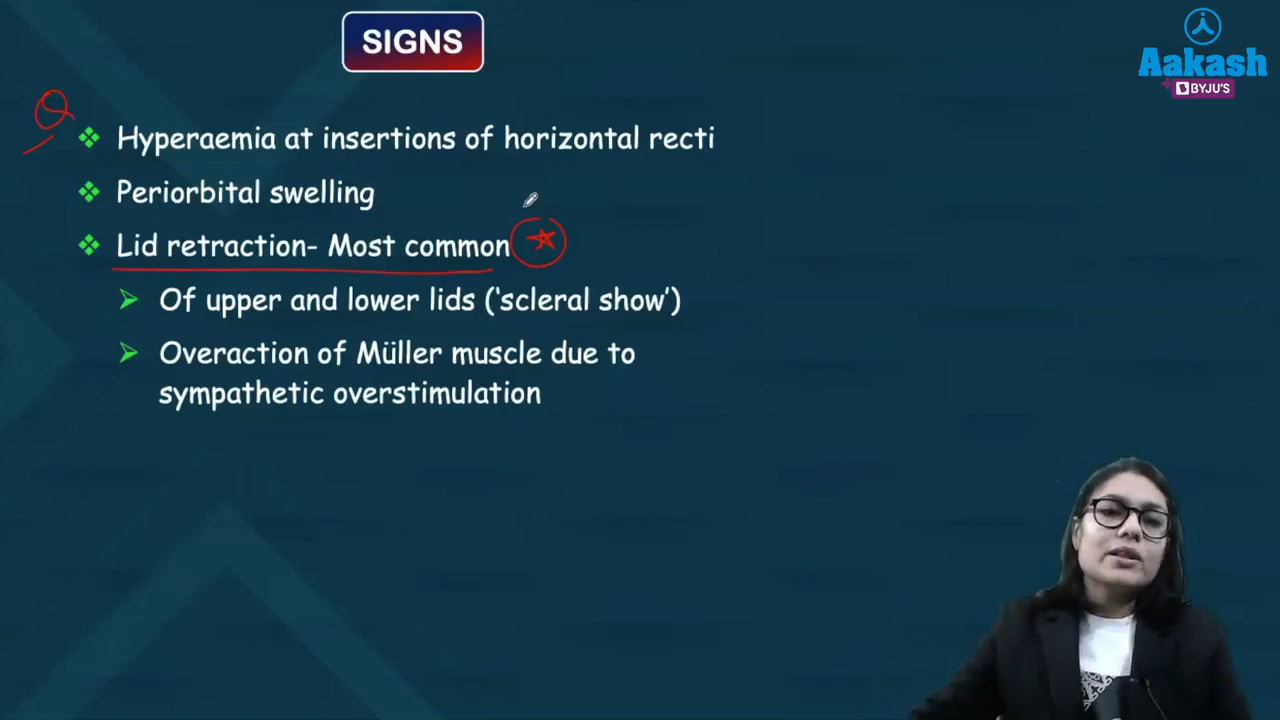 SIGNS
Aakash
BYJU'S
Q
❖ Hyperaemia at insertions of horizontal recti
❖ Periorbital swelling
❖ Lid retraction- Most common
➢ Of upper and lower lids (‘scleral show’)
➢ Overaction of Müller muscle due to
sympathetic overstimulation